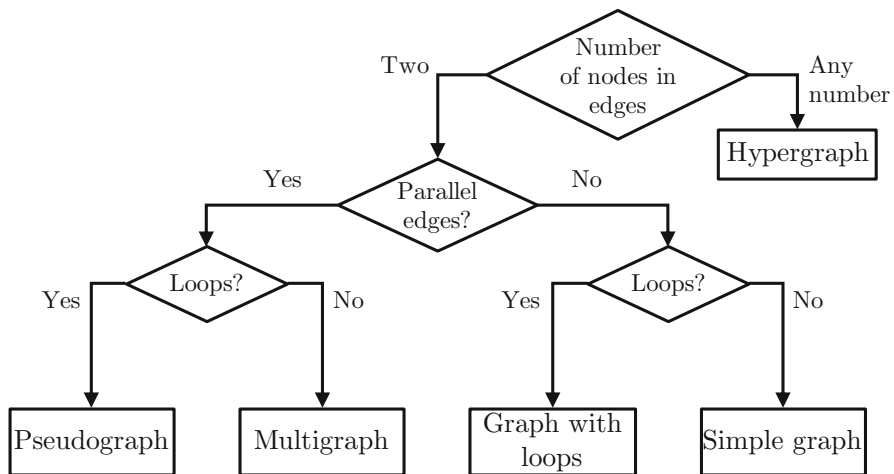 Number
of nodes in
edges
Two
Any
number
Hypergraph
Yes
Parallel
edges?
No
Yes
Loops?
No
Yes
Loops?
No
Pseudograph
Multigraph
Graph with
loops
Simple graph